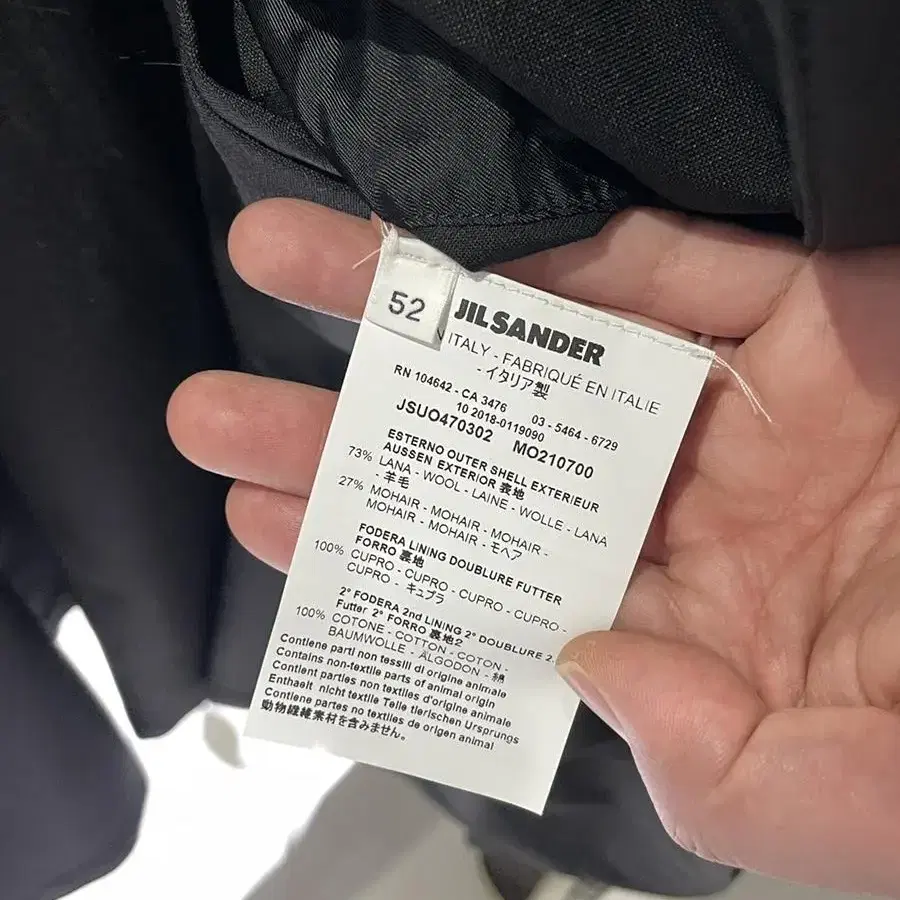 52
JIL SANDER
ITALY - FABRIQUÉ EN ITALIE
- イタリア製
RN 104642 - CA 3476 03 - 5464 - 6729
10 2018-0119090
JSUO470302 MO210700
ESTERNO OUTER SHELL EXTERIEUR
AUSSEN EXTERIOR 表地
73% LANA - WOOL - LAINE - WOLLE - LANA
- 羊毛
27% MOHAIR - MOHAIR - MOHAIR -
MOHAIR - MOHAIR - モヘア
FODERA LINING DOUBLURE FUTTER
FORRO 裏地
100% CUPRO - CUPRO - CUPRO - CUPRO -
CUPRO - キュプラ
2° FODERA 2nd LINING 2° DOUBLURE 2.
Futter 2° FORRO 裏地2
100% COTONE - COTTON - COTON -
BAUMWOLLE - ALGODON - 綿
Contiene parti non tessili di origine animale
Contains non-textile parts of animal origin
Contient parties non textiles d'origine animale
Enthaelt nicht textile Teile tierischen Ursprungs
Contiene partes no textiles de origen animal
動物繊維素材を含みません。